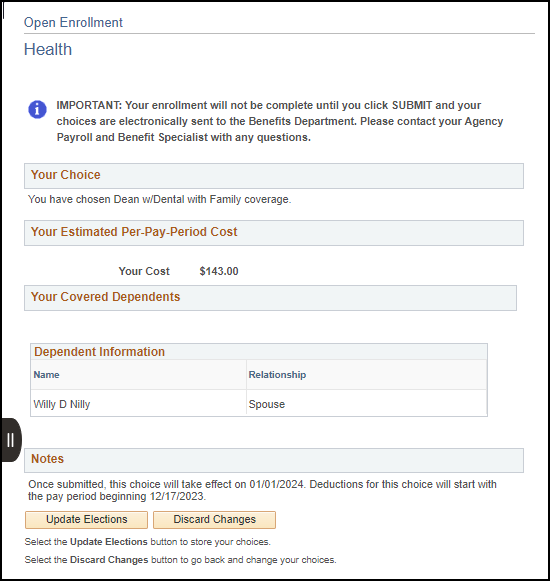 Open Enrollment
Health
IMPORTANT: Your enrollment will not be complete until you click SUBMIT and your
choices are electronically sent to the Benefits Department. Please contact your Agency
Payroll and Benefit Specialist with any questions.
Your Choice
You have chosen Dean w/Dental with Family coverage.
Your Estimated Per-Pay-Period Cost
Your Cost $143.00
Your Covered Dependents
Dependent Information
Name Relationship
Willy D Nilly Spouse
Notes
Once submitted, this choice will take effect on 01/01/2024. Deductions for this choice will start with
the pay period beginning 12/17/2023.
Update Elections Discard Changes
Select the Update Elections button to store your choices.
Select the Discard Changes button to go back and change your choices.